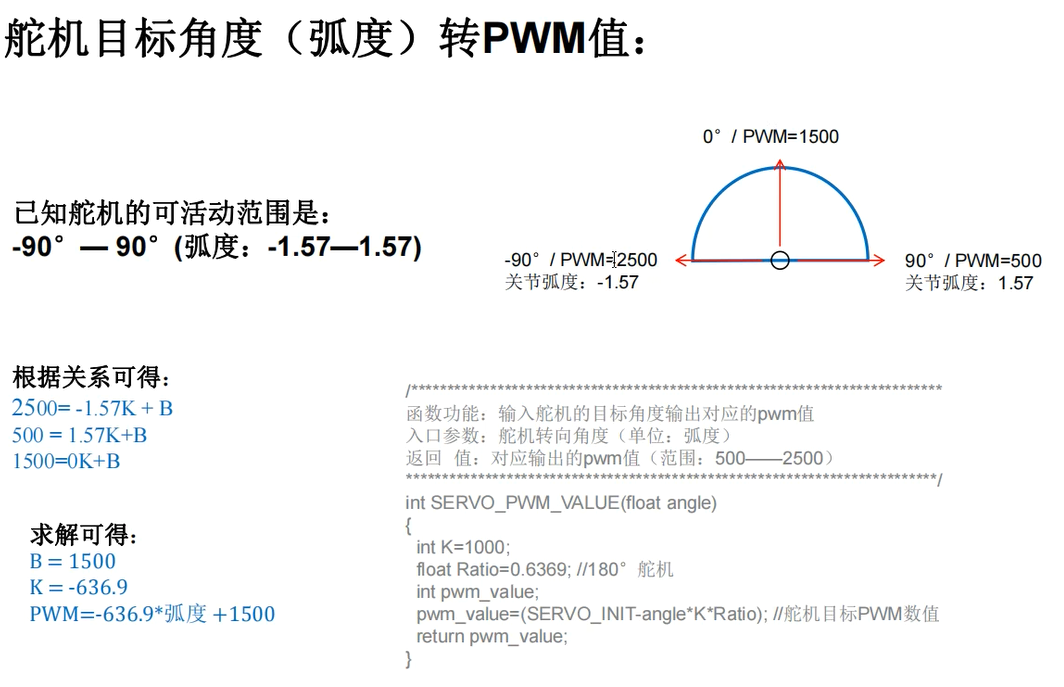 舵机目标角度（弧度）转PWM值：
0° / PWM=1500
已知舵机的可活动范围是：
-90° — 90° (弧度：-1.57—1.57)
-90° / PWM=2500
关节弧度：-1.57
90° / PWM=500
关节弧度：1.57
根据关系可得：
2500= -1.57K + B
500 = 1.57K+B
1500=0K+B
求解可得：
B = 1500
K = -636.9
PWM=-636.9*弧度 +1500
/**************************************************************************
函数功能：输入舵机的目标角度输出对应的pwm值
入口参数：舵机转向角度（单位：弧度）
返回  值：对应输出的pwm值（范围：500——2500）
**************************************************************************/
int SERVO_PWM_VALUE(float angle)
{
int K=1000;
float Ratio=0.6369; //180°舵机
int pwm_value;
pwm_value=(SERVO_INIT-angle*K*Ratio); //舵机目标PWM数值
return pwm_value;
}